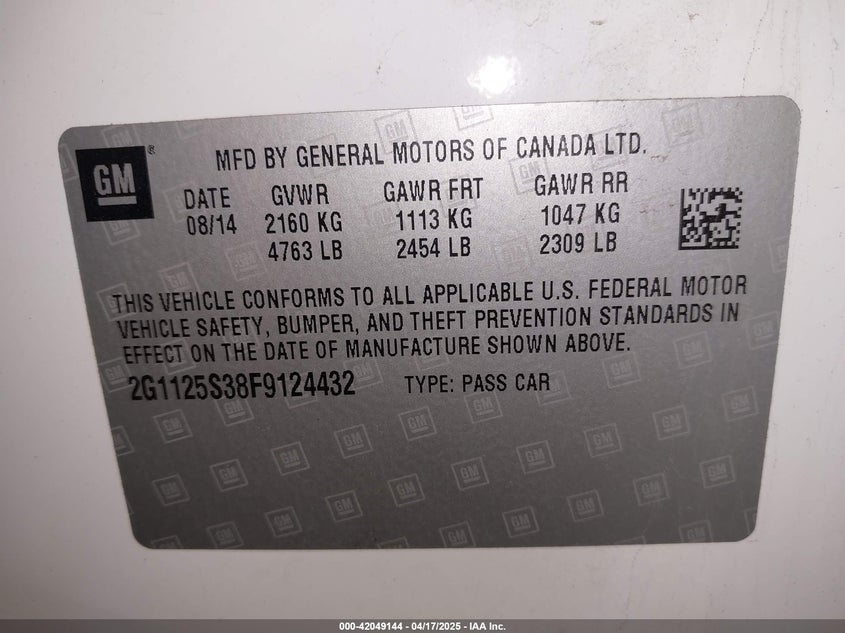 GM ®
MFD BY GENERAL MOTORS OF CANADA LTD.
DATE GVWR GAWR FRT GAWR RR
08/14 2160 KG 1113 KG 1047 KG
4763 LB 2454 LB 2309 LB
THIS VEHICLE CONFORMS TO ALL APPLICABLE U.S. FEDERAL MOTOR
VEHICLE SAFETY, BUMPER, AND THEFT PREVENTION STANDARDS IN
EFFECT ON THE DATE OF MANUFACTURE SHOWN ABOVE.
2G1125S38F9124432 TYPE: PASS CAR
000-42049144 - 04/17/2025 - IAA Inc.